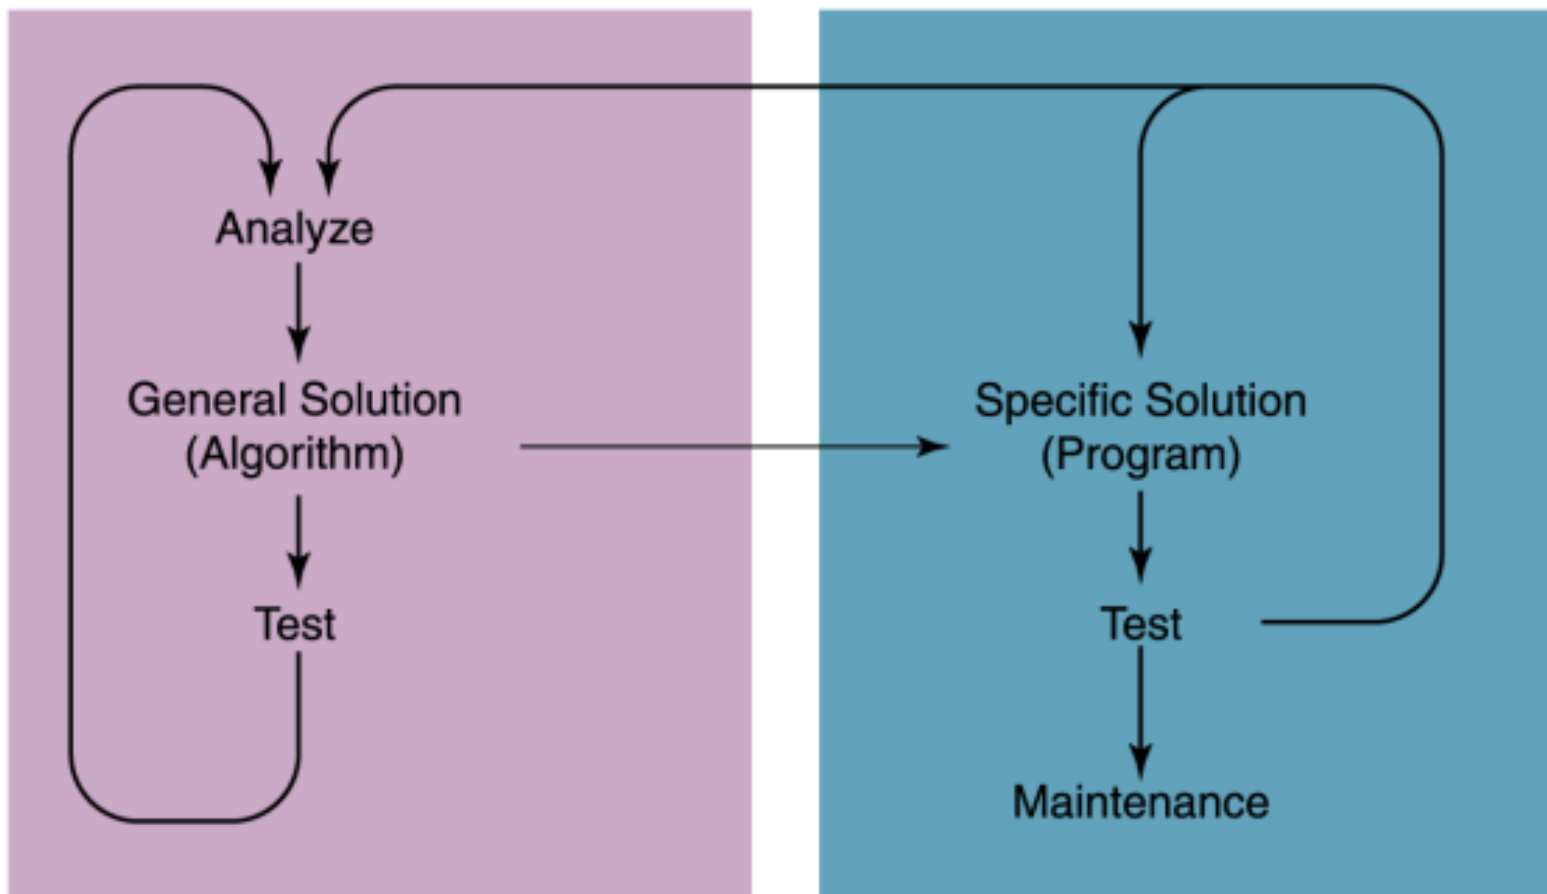 Analyze
General Solution
(Algorithm)
Test
Specific Solution
(Program)
Test
Maintenance